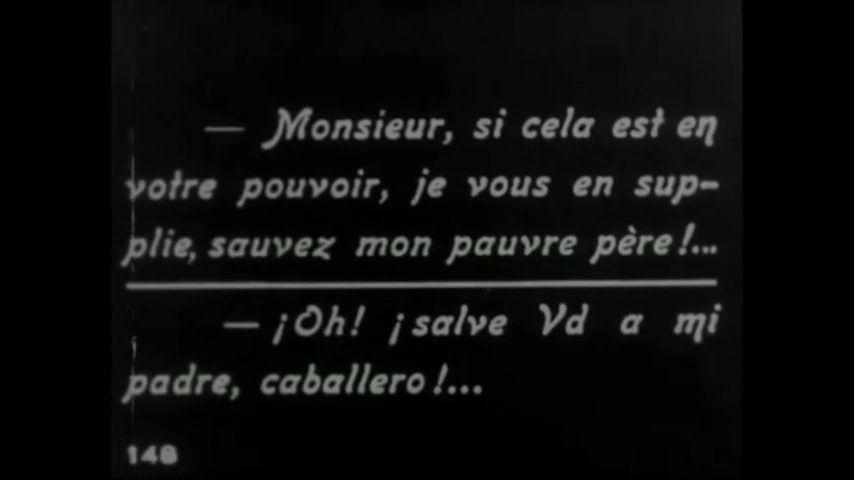 — Monsieur, si cela est en
votre pouvoir, je vous en sup-
plie, sauvez mon pauvre père!...
— ¡Oh! ¡salve Vd a mi
padre, caballero!...
148